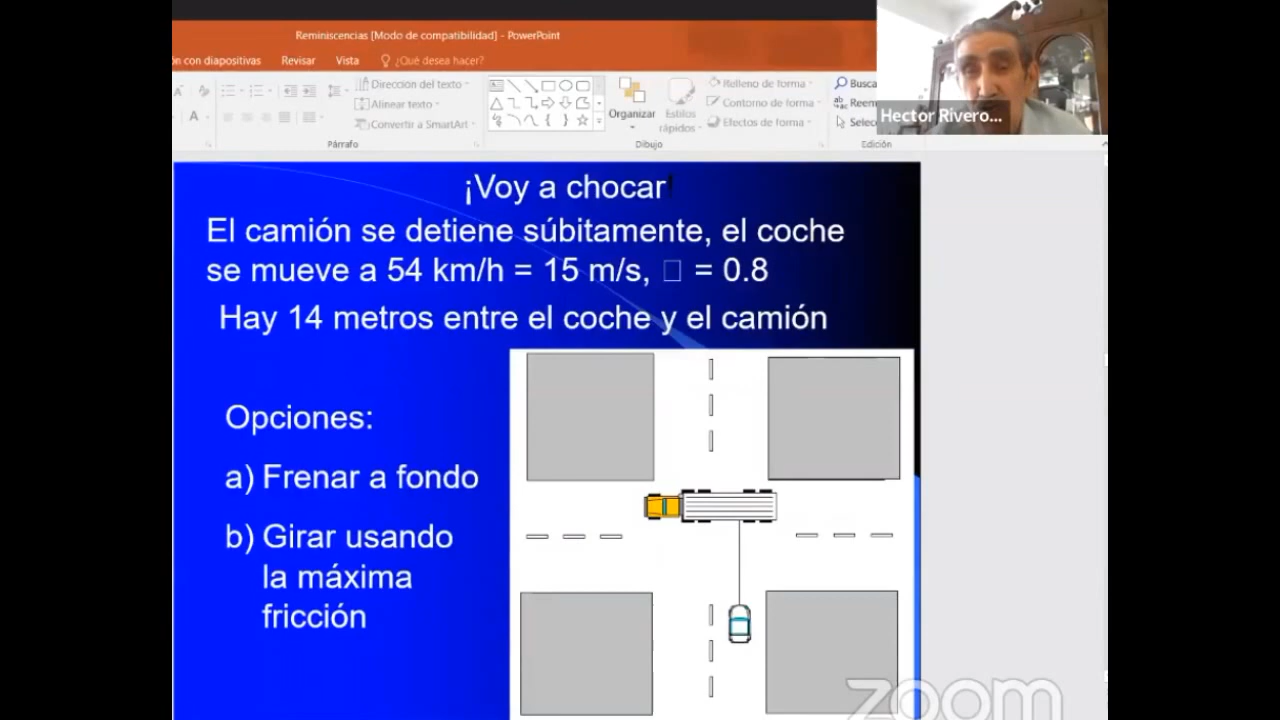 Reminiscencias [Modo de compatibilidad] - PowerPoint
ón con diapositivas Revisar Vista ¿Qué desea hacer?
Dirección del texto
Alinear texto
Convertir a SmartArt
Párrafo
Organizar
Estilos
rápidos
Relleno de forma
Contorno de forma
Efectos de forma
Dibujo
Busca
Reem
Selec
Edición
Hector Rivero...
¡Voy a chocar
El camión se detiene súbitamente, el coche
se mueve a 54 km/h = 15 m/s, □ = 0.8
Hay 14 metros entre el coche y el camión
Opciones:
a) Frenar a fondo
b) Girar usando
la máxima
fricción
zoom